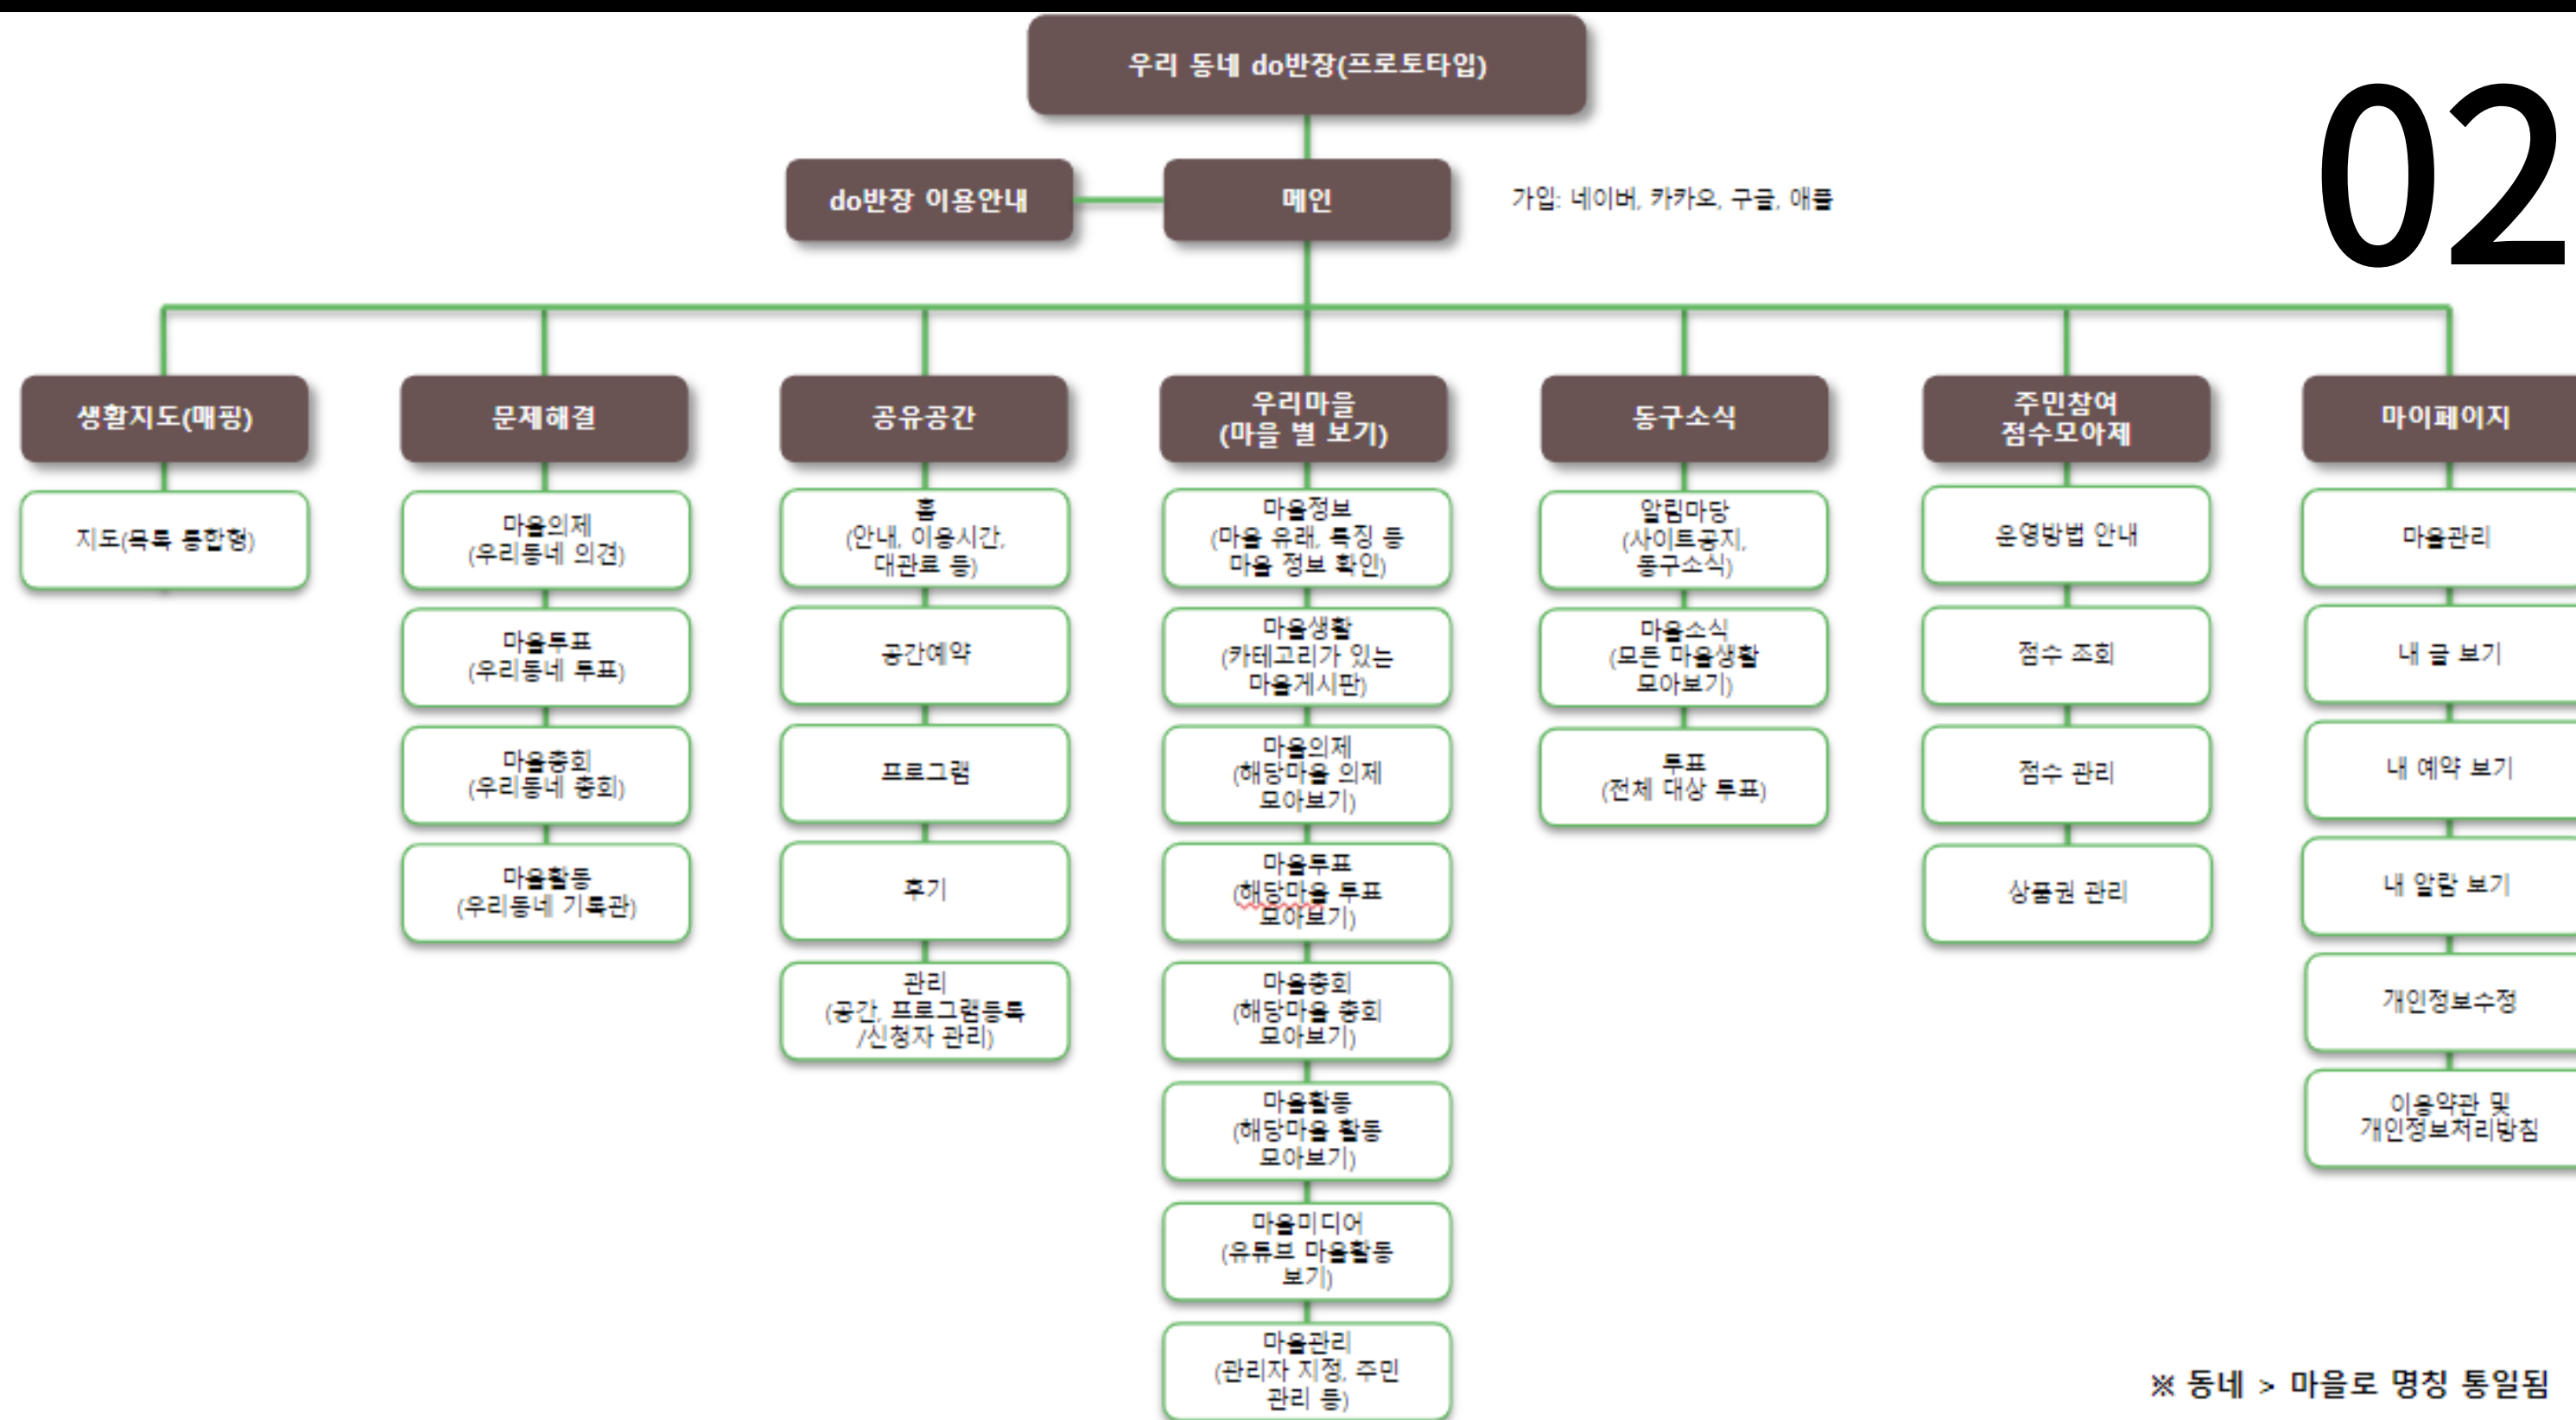 우리 동네 do반장(프로토타입)
02
do반장 이용안내
메인
가입: 네이버, 카카오, 구글, 애플
생활지도(매핑)
지도(목록 통합형)
문제해결
마을의제
(우리동네 의견)
마을투표
(우리동네 투표)
마을총회
(우리동네 총회)
마을활동
(우리동네 기록관)
공유공간
홈
(안내, 이용시간,
대관료 등)
공간예약
프로그램
후기
관리
(공간, 프로그램등록
/신청자 관리)
우리마을
(마을 별 보기)
마을정보
(마을 유래, 특징 등
마을 정보 확인)
마을생활
(카테고리가 있는
마을게시판)
마을의제
(해당마을 의제
모아보기)
마을투표
(해당마을 투표
모아보기)
마을총회
(해당마을 총회
모아보기)
마을활동
(해당마을 활동
모아보기)
마을미디어
(유튜브 마을활동
보기)
마을관리
(관리자 지정, 주민
관리 등)
동구소식
알림마당
(사이트공지,
동구소식)
마을소식
(모든 마을생활
모아보기)
투표
(전체 대상 투표)
주민참여
점수모아제
운영방법 안내
점수 조회
점수 관리
상품권 관리
마이페이지
마을관리
내 글 보기
내 예약 보기
내 알람 보기
개인정보수정
이용약관 및
개인정보처리방침
※ 동네 > 마을로 명칭 통일됨